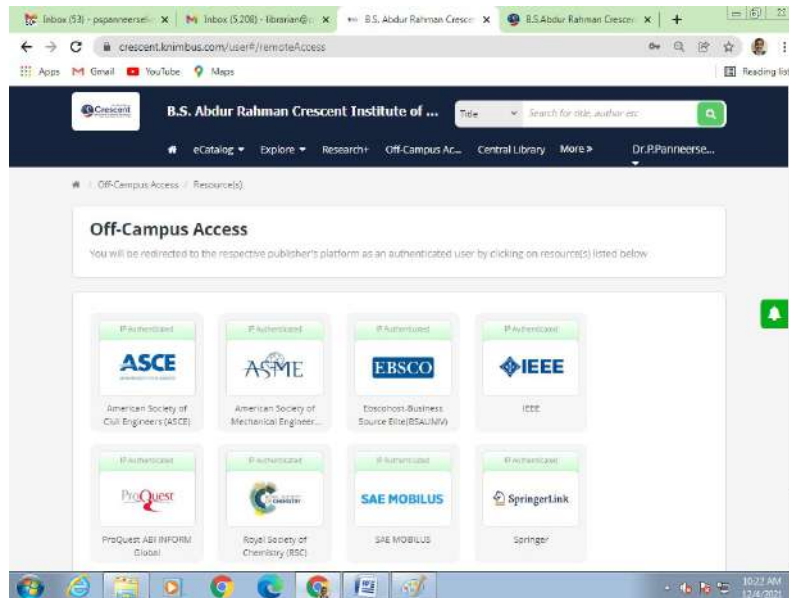 Inbox (53) - pspanneersel
Inbox (5,208) - librarian@
B.S. Abdur Rahman Crescent
B.S.Abdur Rahman Crescent
crescent.knimbus.com/user#/remoteAccess
Apps Gmail YouTube Maps Reading list
Crescent
B.S. Abdur Rahman Crescent Institute of ...
Title Search for title, author etc
eCatalog Explore Research+ Off-Campus Ac... Central Library More » Dr.P.Panneerse...
/ Off-Campus Access / Resource(s)
Off-Campus Access
You will be redirected to the respective publisher's platform as an authenticated user by clicking on resource(s) listed below
IP Authenticated IP Authenticated IP Authenticated IP Authenticated
ASCE ASME EBSCO IEEE
American Society of Civil Engineers (ASCE)
American Society of Mechanical Engineer...
Ebscohost-Business Source Elite(BSAUNIV)
IEEE
IP Authenticated IP Authenticated IP Authenticated IP Authenticated
ProQuest CHEMISTRY SAE MOBILUS SpringerLink
ProQuest ABI INFORM Global
Royal Society of Chemistry (RSC)
SAE MOBILUS
Springer
10:22 AM
12/4/2021